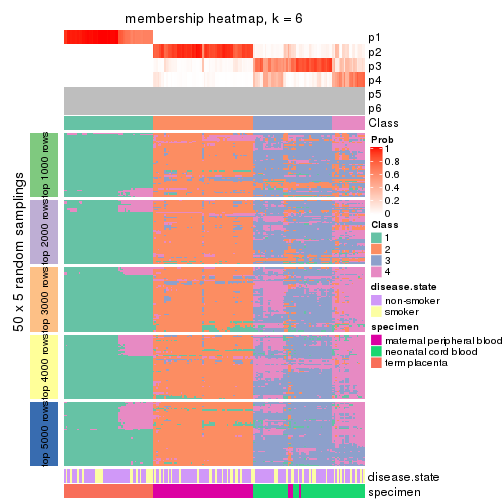 membership heatmap, k = 6
p1
p2
p3
p4
p5
p6
Class
50 x 5 random samplings
top 1000 rows
top 2000 rows
top 3000 rows
top 4000 rows
top 5000 rows
Prob
1
0.8
0.6
0.4
0.2
0
Class
1
2
3
4
disease.state
non-smoker
smoker
specimen
maternal peripheral blood
neonatal cord blood
term placenta
disease.state
specimen